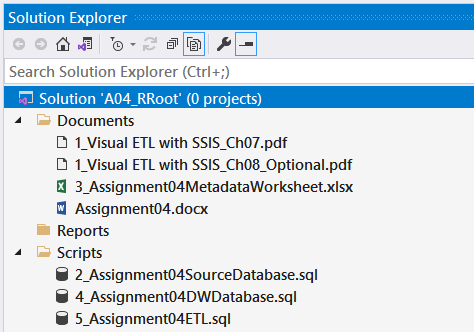 Solution Explorer
Search Solution Explorer (Ctrl+;)
Solution 'A04_RRoot' (0 projects)
Documents
1_Visual ETL with SSIS_Ch07.pdf
1_Visual ETL with SSIS_Ch08_Optional.pdf
3_Assignment04MetadataWorksheet.xlsx
Assignment04.docx
Reports
Scripts
2_Assignment04SourceDatabase.sql
4_Assignment04DWDatabase.sql
5_Assignment04ETL.sql